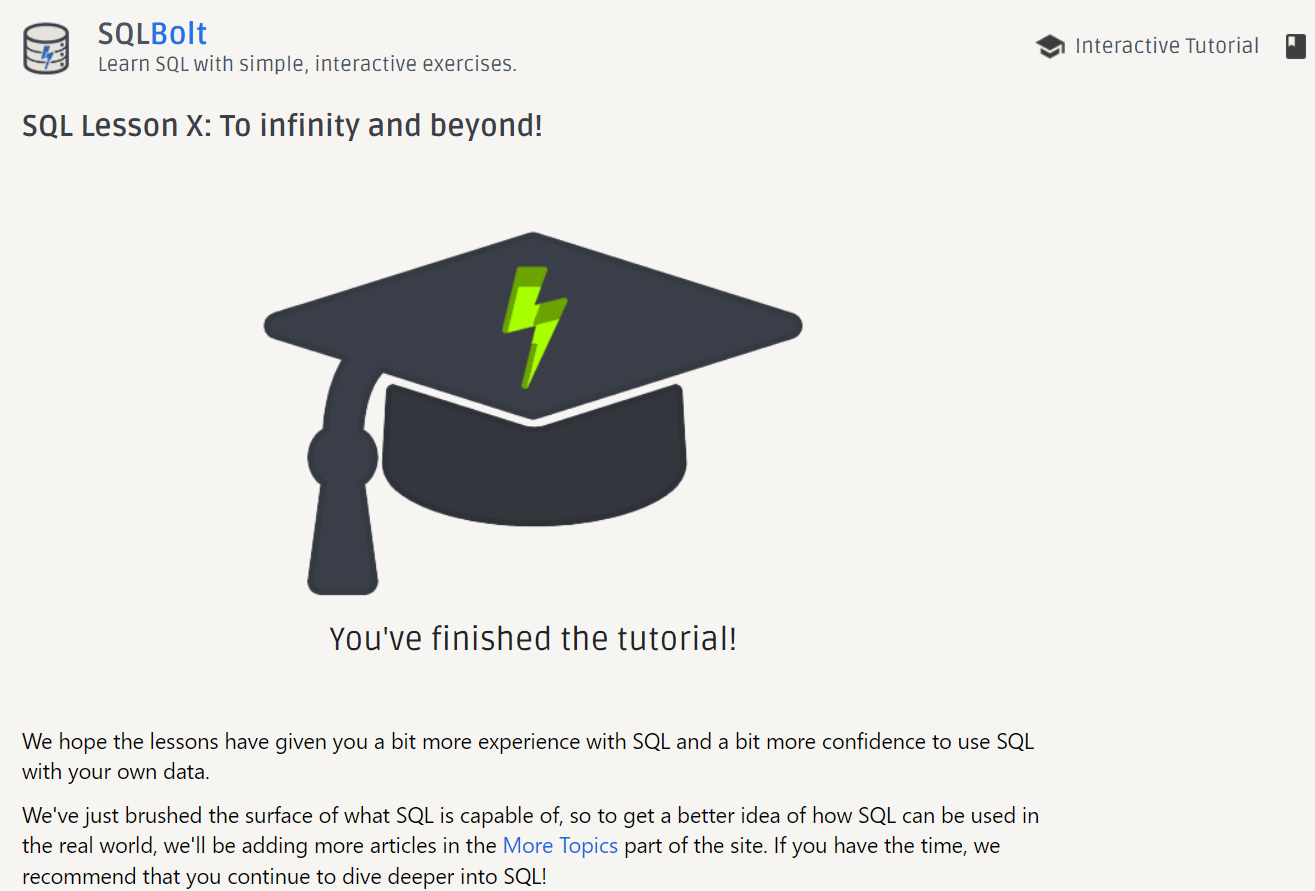 SQLBolt
Learn SQL with simple, interactive exercises.
Interactive Tutorial
SQL Lesson X: To infinity and beyond!
You've finished the tutorial!
We hope the lessons have given you a bit more experience with SQL and a bit more confidence to use SQL
with your own data.
We've just brushed the surface of what SQL is capable of, so to get a better idea of how SQL can be used in
the real world, we'll be adding more articles in the More Topics part of the site. If you have the time, we
recommend that you continue to dive deeper into SQL!